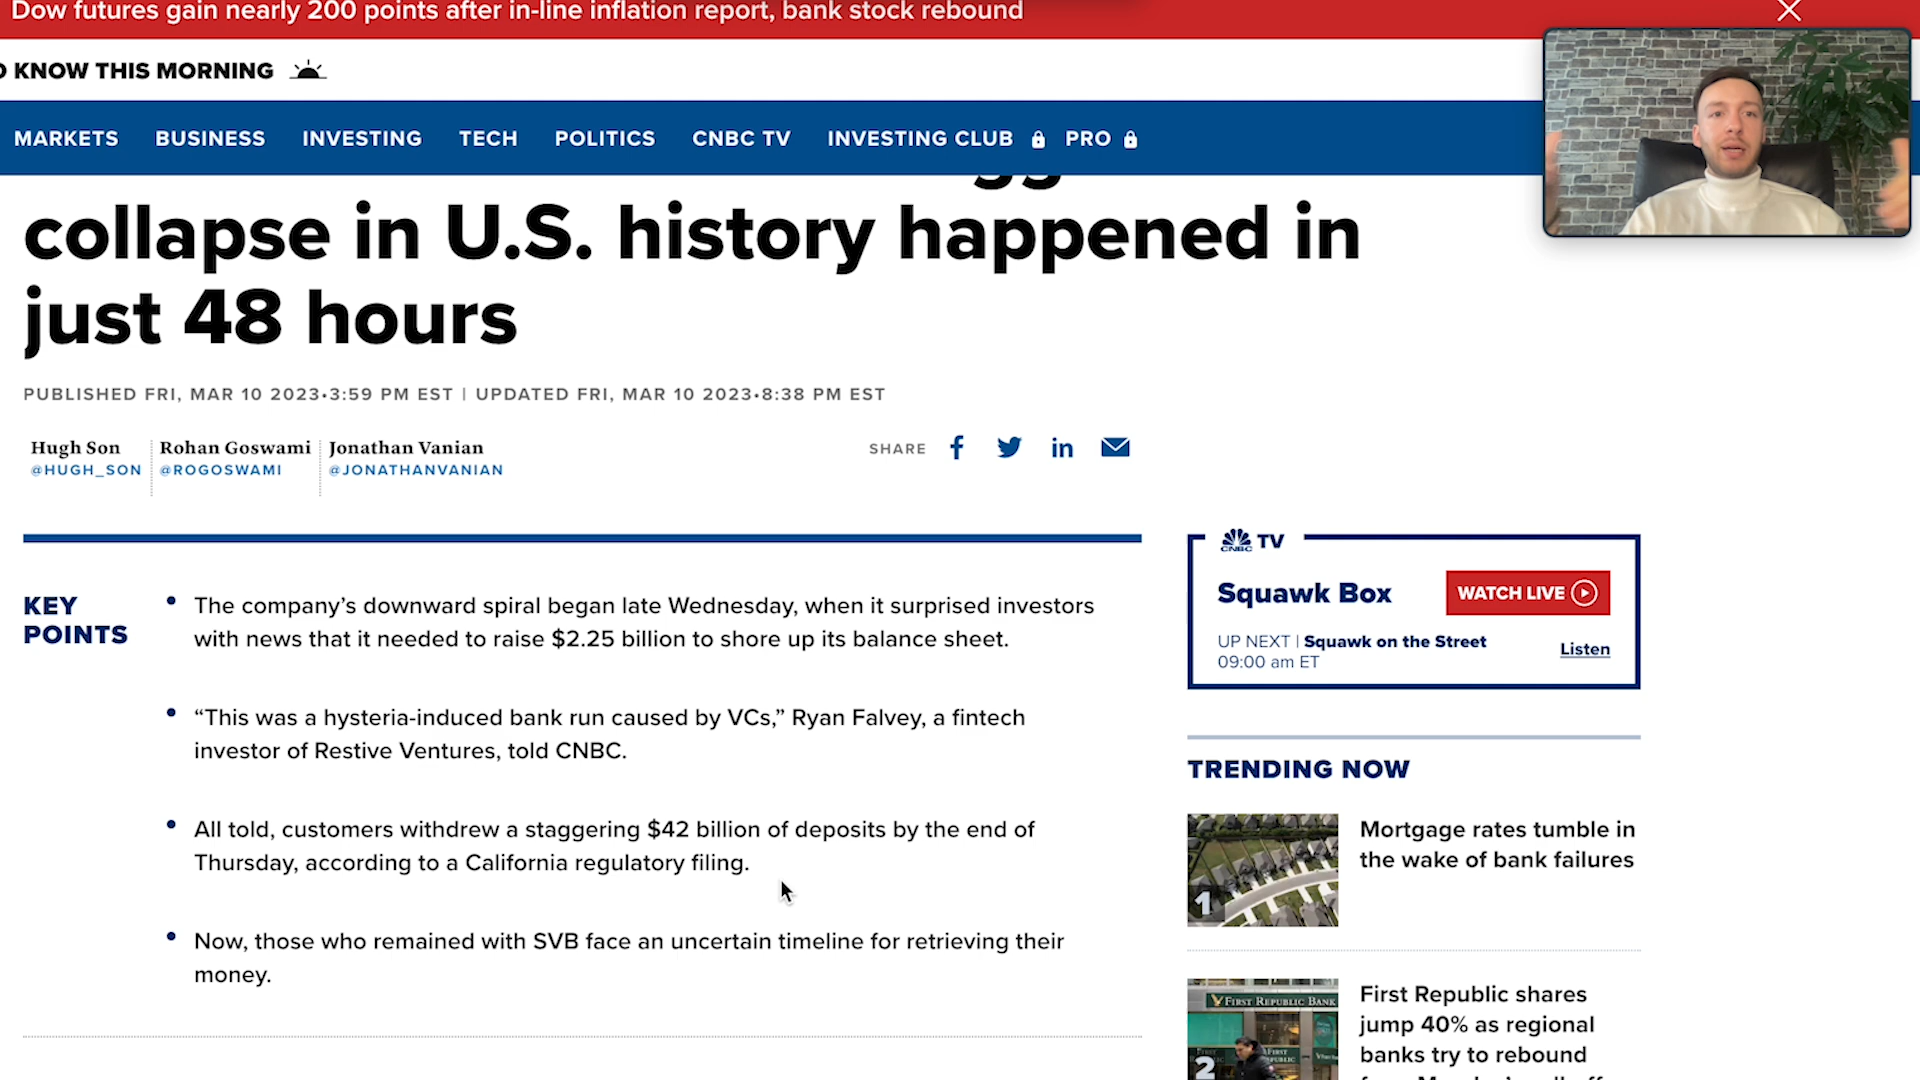 Dow futures gain nearly 200 points after in-line inflation report, bank stock rebound
KNOW THIS MORNING
MARKETS BUSINESS INVESTING TECH POLITICS CNBC TV INVESTING CLUB PRO
collapse in U.S. history happened in
just 48 hours
PUBLISHED FRI, MAR 10 2023•3:59 PM EST | UPDATED FRI, MAR 10 2023•8:38 PM EST
Hugh Son Rohan Goswami Jonathan Vanian
@HUGH_SON @ROGOSWAMI @JONATHANVANIAN
SHARE
KEY
POINTS
• The company’s downward spiral began late Wednesday, when it surprised investors
with news that it needed to raise $2.25 billion to shore up its balance sheet.
• “This was a hysteria-induced bank run caused by VCs,” Ryan Falvey, a fintech
investor of Restive Ventures, told CNBC.
• All told, customers withdrew a staggering $42 billion of deposits by the end of
Thursday, according to a California regulatory filing.
• Now, those who remained with SVB face an uncertain timeline for retrieving their
money.
CNBC TV
Squawk Box
WATCH LIVE
UP NEXT | Squawk on the Street
09:00 am ET
Listen
TRENDING NOW
1
Mortgage rates tumble in
the wake of bank failures
FIRST REPUBLIC BANK
2
First Republic shares
jump 40% as regional
banks try to rebound